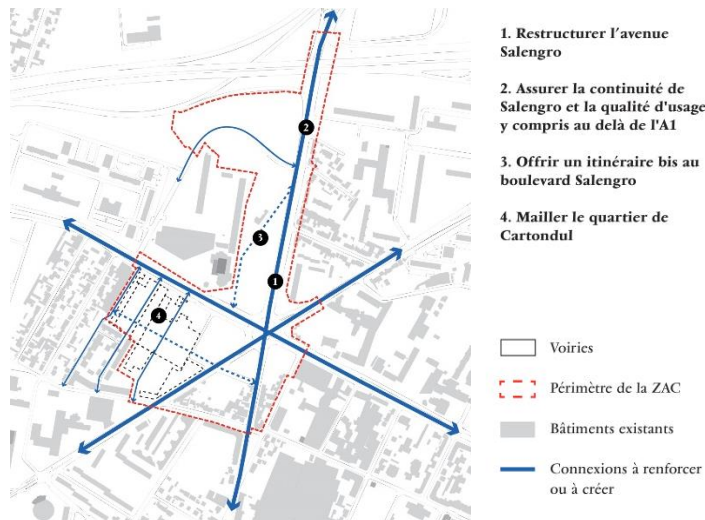 1. Restructurer l'avenue
Salengro
2. Assurer la continuité de
Salengro et la qualité d'usage
y compris au delà de l'A1
3. Offrir un itinéraire bis au
boulevard Salengro
4. Mailler le quartier de
Cartondul
2
3
1
4
Voiries
Périmètre de la ZAC
Bâtiments existants
Connexions à renforcer
ou à créer